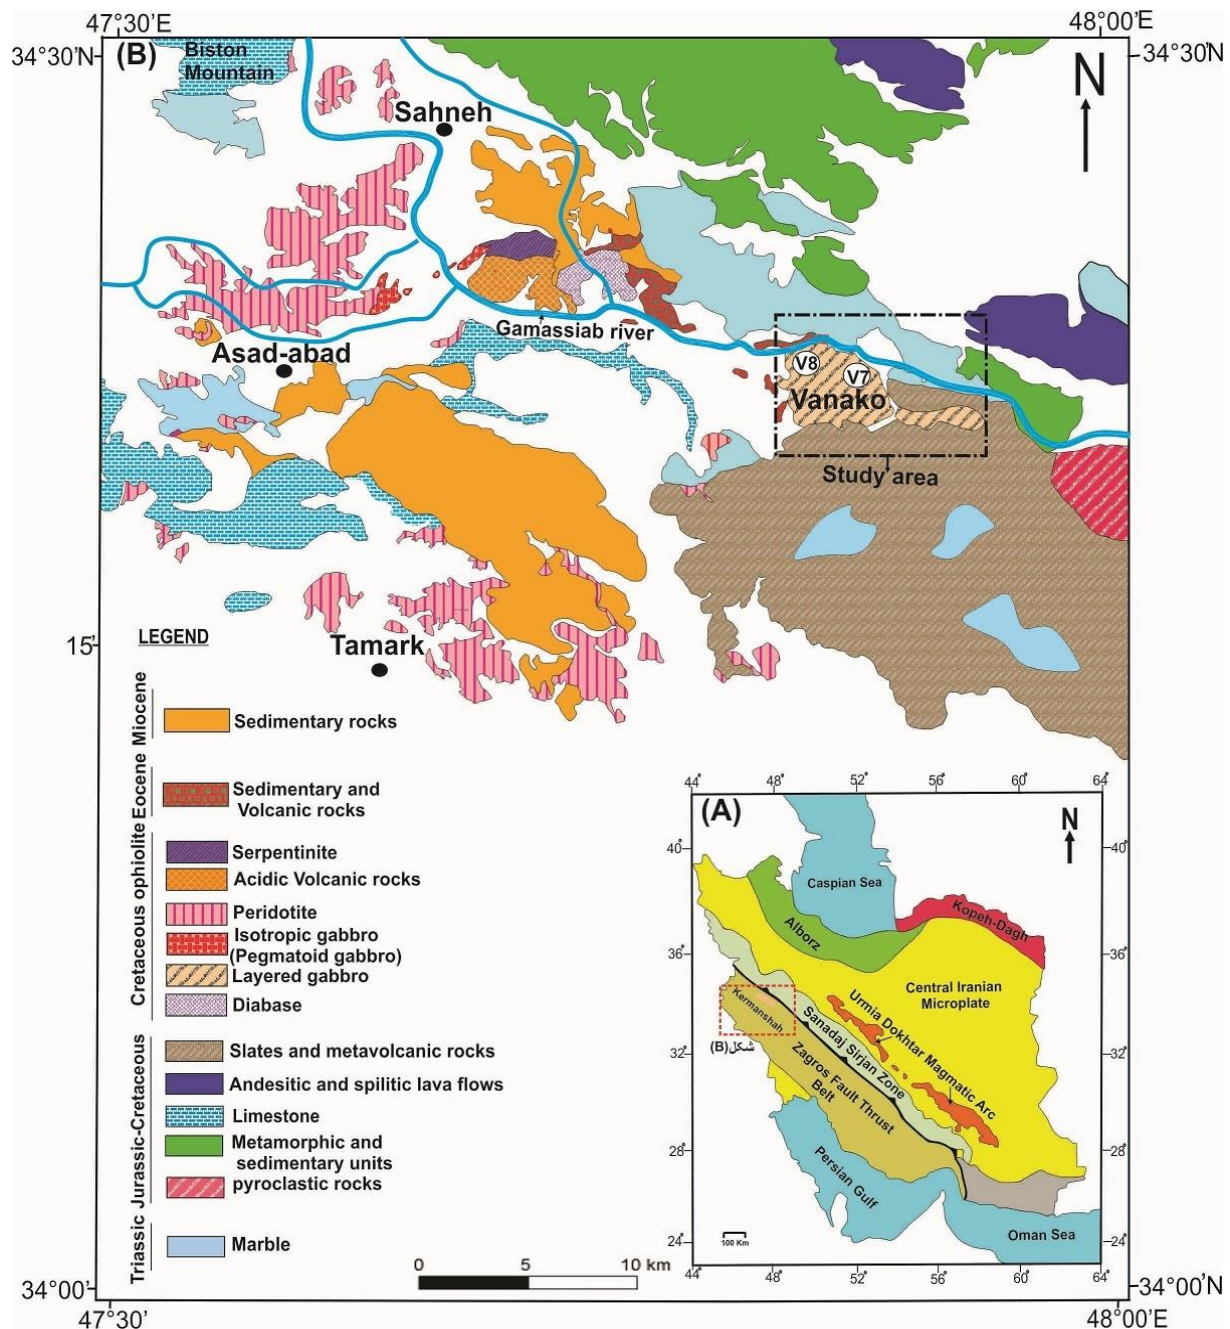 47°30'E
48°00'E
34°30'N
34°30'N
(B)
Biston
Mountain
N
Sahneh
Gamassiab river
Asad-abad
V8
V7
Vanako
Study area
15'
Tamark
LEGEND
Miocene
Sedimentary rocks
Eocene
Sedimentary and
Volcanic rocks
Cretaceous ophiolite
Serpentinite
Acidic Volcanic rocks
Peridotite
Isotropic gabbro
(Pegmatoid gabbro)
Layered gabbro
Diabase
Jurassic-Cretaceous
Slates and metavolcanic rocks
Andesitic and spilitic lava flows
Limestone
Metamorphic and
sedimentary units
pyroclastic rocks
Triassic
Marble
0 5 10 km
34°00'
34°00'N
47°30'
48°00'E
44° 48° 52° 56° 60° 64°
(A)
N
40° 40°
Caspian Sea
Kopeh-Dagh
Alborz
36° 36°
Central Iranian
Microplate
Kermanshah
Urmia Dokhtar Magmatic Arc
Sanadaj Sirjan Zone
شکل(B)
32° 32°
Zagros Fault Thrust
Belt
28° 28°
Persian Gulf
Oman Sea
100 Km
24° 24°
44° 48° 52° 56° 60° 64°